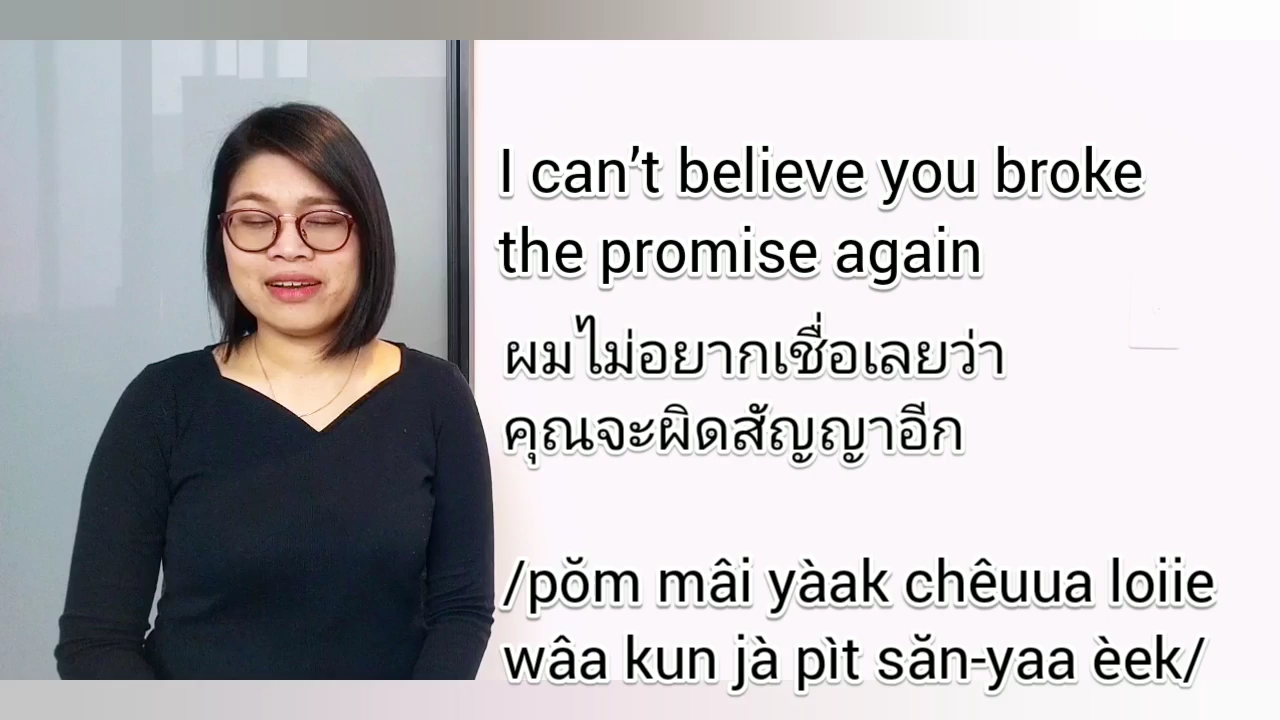 I can't believe you broke
the promise again
ผมไม่อยากเชื่อเลยว่า
คุณจะผิดสัญญาอีก
/pŏm mâi yàak chêuua loiie
wâa kun jà pìt săn-yaa èek/